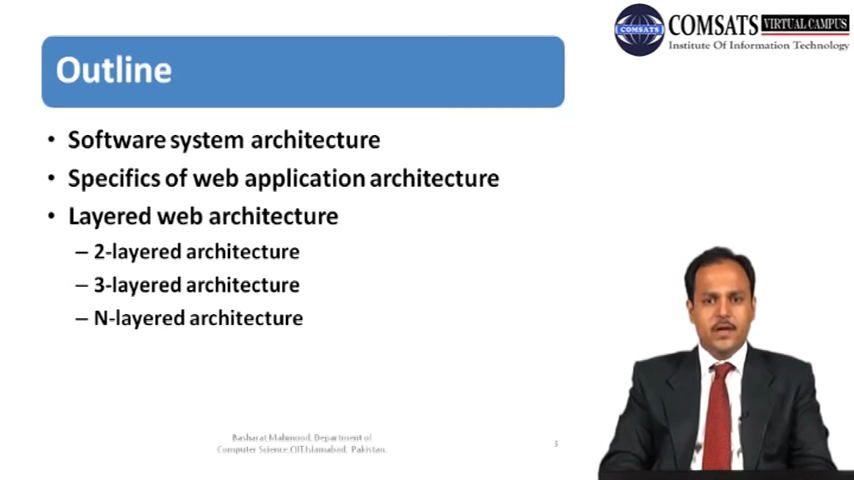 COMSATS VIRTUAL CAMPUS
COMSATS
Institute Of Information Technology
Outline
• Software system architecture
• Specifics of web application architecture
• Layered web architecture
– 2-layered architecture
– 3-layered architecture
– N-layered architecture
Basharat Mahmood, Department of
Computer Science,CIIT,Islamabad, Pakistan.
3